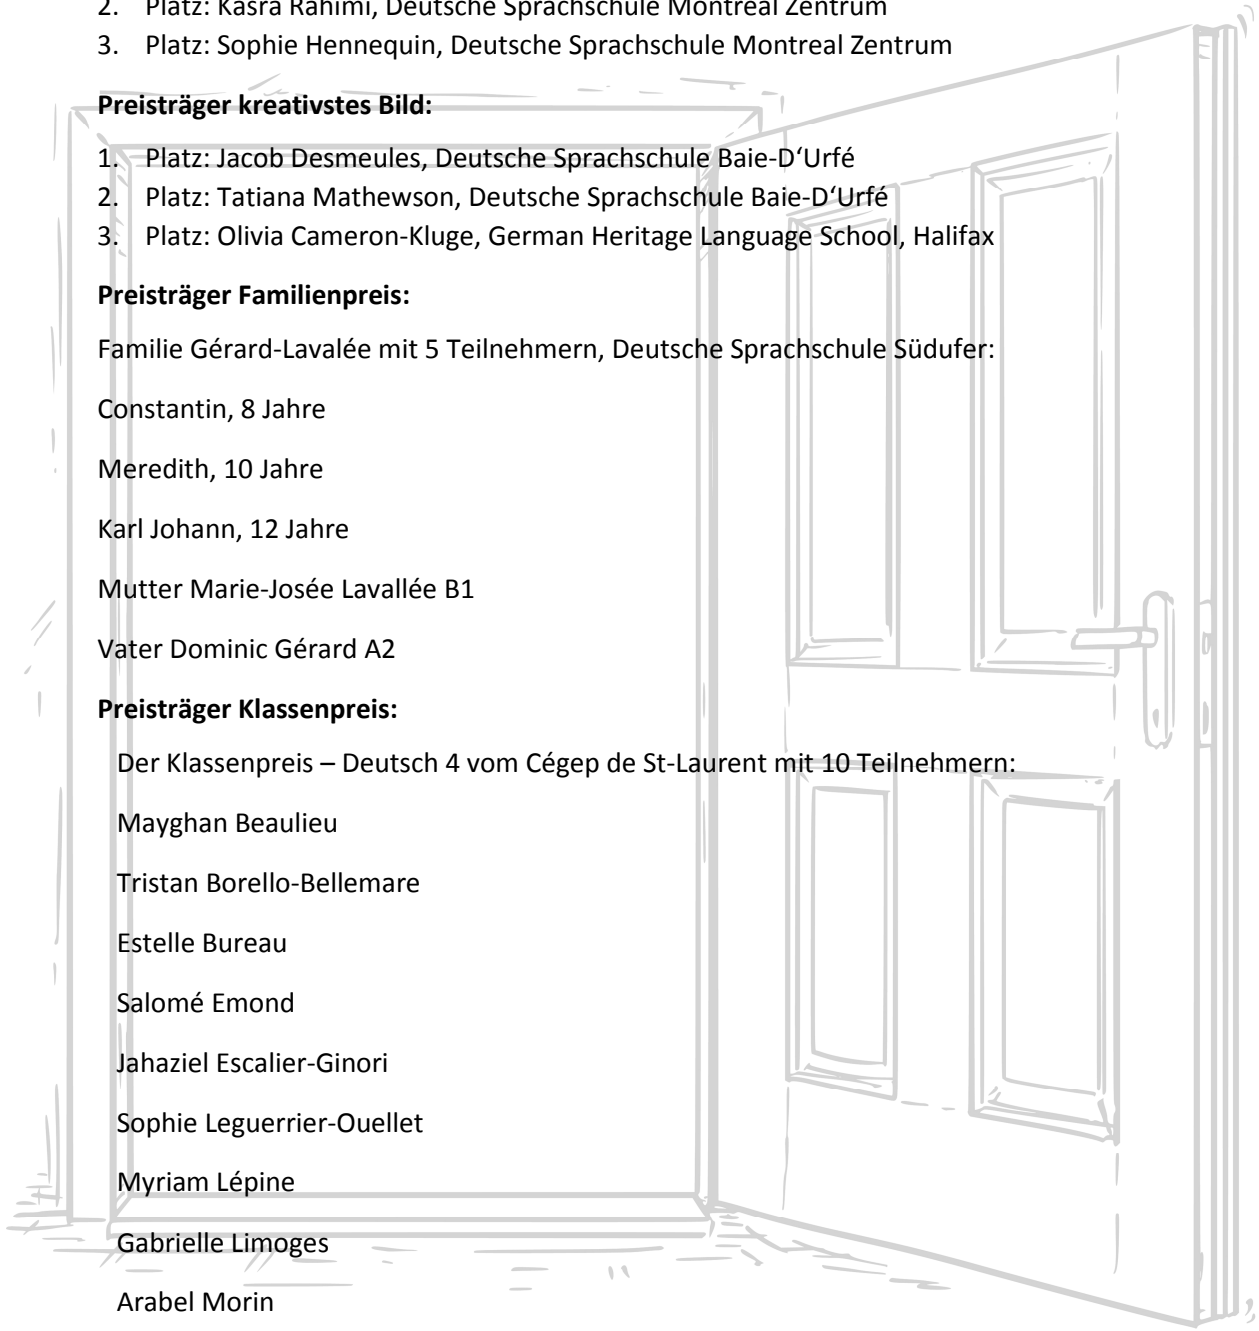 2. Platz: Kasra Rahimi, Deutsche Sprachschule Montreal Zentrum
3. Platz: Sophie Hennequin, Deutsche Sprachschule Montreal Zentrum
Preisträger kreativstes Bild:
1. Platz: Jacob Desmeules, Deutsche Sprachschule Baie-D‘Urfé
2. Platz: Tatiana Mathewson, Deutsche Sprachschule Baie-D‘Urfé
3. Platz: Olivia Cameron-Kluge, German Heritage Language School, Halifax
Preisträger Familienpreis:
Familie Gérard-Lavalée mit 5 Teilnehmern, Deutsche Sprachschule Südufer:
Constantin, 8 Jahre
Meredith, 10 Jahre
Karl Johann, 12 Jahre
Mutter Marie-Josée Lavallée B1
Vater Dominic Gérard A2
Preisträger Klassenpreis:
Der Klassenpreis – Deutsch 4 vom Cégep de St-Laurent mit 10 Teilnehmern:
Mayghan Beaulieu
Tristan Borello-Bellemare
Estelle Bureau
Salomé Emond
Jahaziel Escalier-Ginori
Sophie Leguerrier-Ouellet
Myriam Lépine
Gabrielle Limoges
Arabel Morin